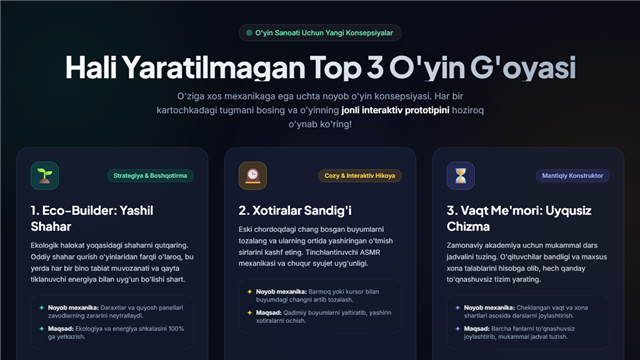 O'yin Sanoati Uchun Yangi Konsepsiyalar
Hali Yaratilmagan Top 3 O'yin G'oyasi
O'ziga xos mexanikaga ega uchta noyob o'yin konsepsiyasi. Har bir
kartochkadagi tugmani bosing va o'yinning jonli interaktiv prototipini hoziroq
o'ynab ko'ring!
Strategiya & Boshqotirma
1. Eco-Builder: Yashil
Shahar
Ekologik halokat yoqasidagi shaharni qutqaring.
Oddiy shahar qurish o'yinlaridan farqli o'laroq, bu
yerda har bir bino tabiat muvozanati va qayta
tiklanuvchi energiya bilan uyg'un bo'lishi shart.
Noyob mexanika: Daraxtlar va quyosh panellari
zavodlarning zararini neytrallaydi.
Maqsad: Ekologiya va energiya shkalasini 100%
ga yetkazish.
Cozy & Interaktiv Hikoya
2. Xotiralar Sandig'i
Eski chordoqdagi chang bosgan buyumlarni
tozalang va ularning ortida yashiringan o'tmish
sirlarini kashf eting. Tinchlantiruvchi ASMR
mexanikasi va chuqur syujet uyg'unligi.
Noyob mexanika: Barmoq yoki kursor bilan
buyumdagi changni artib tozalash.
Maqsad: Qadimiy buyumlarni yaltiratib, yashirin
xotiralarni ochish.
Mantiqiy Konstruktor
3. Vaqt Me'mori: Uyqusiz
Chizma
Zamonaviy akademiya uchun mukammal dars
jadvalini tuzing. O'qituvchilar bandligi va maxsus
xona talablarini hisobga olib, hech qanday
to'qnashuvsiz tizim yarating.
Noyob mexanika: Cheklangan vaqt va xona
shartlari asosida darslarni joylashtirish.
Maqsad: Barcha fanlarni to'qnashuvsiz
joylashtirib, mukammal jadval tuzish.